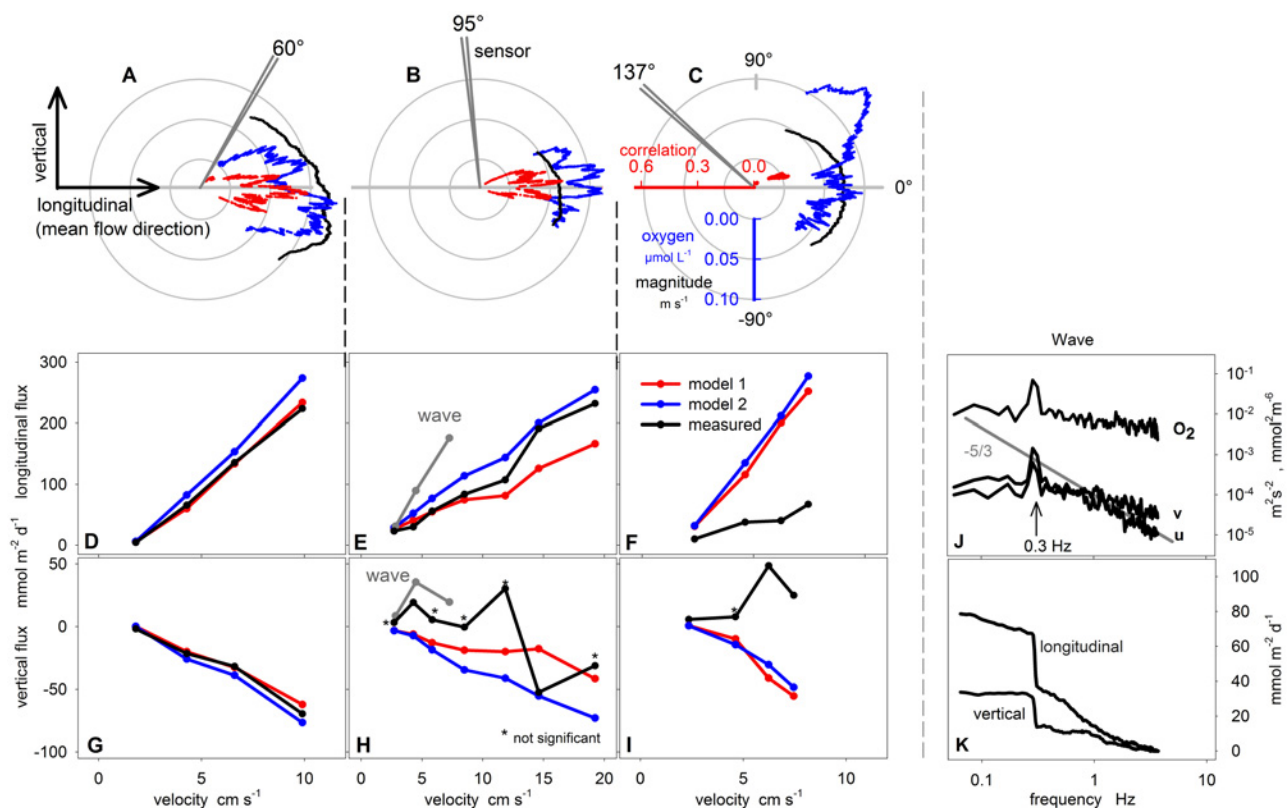 60°
95°
sensor
137°
90°
A
B
C
vertical
longitudinal
(mean flow direction)
correlation
0.6 0.3 0.0
0°
oxygen
µmol L⁻¹
magnitude
m s⁻¹
0.00
0.05
0.10
-90°
longitudinal flux
mmol m⁻² d⁻¹
vertical flux
300
200
100
0
50
0
-50
-100
D
E
wave
F
model 1
model 2
measured
G
H
wave
*
*
*
*
*
* not significant
I
*
0 5 10
velocity cm s⁻¹
0 5 10 15 20
velocity cm s⁻¹
0 5 10
velocity cm s⁻¹
Wave
O₂
-5/3
v
u
J
0.3 Hz
10⁻¹
10⁻²
10⁻³
10⁻⁴
10⁻⁵
m²s⁻² , mmol²m⁻⁶
longitudinal
vertical
K
100
80
60
40
20
0
mmol m⁻² d⁻¹
0.1 1 10
frequency Hz